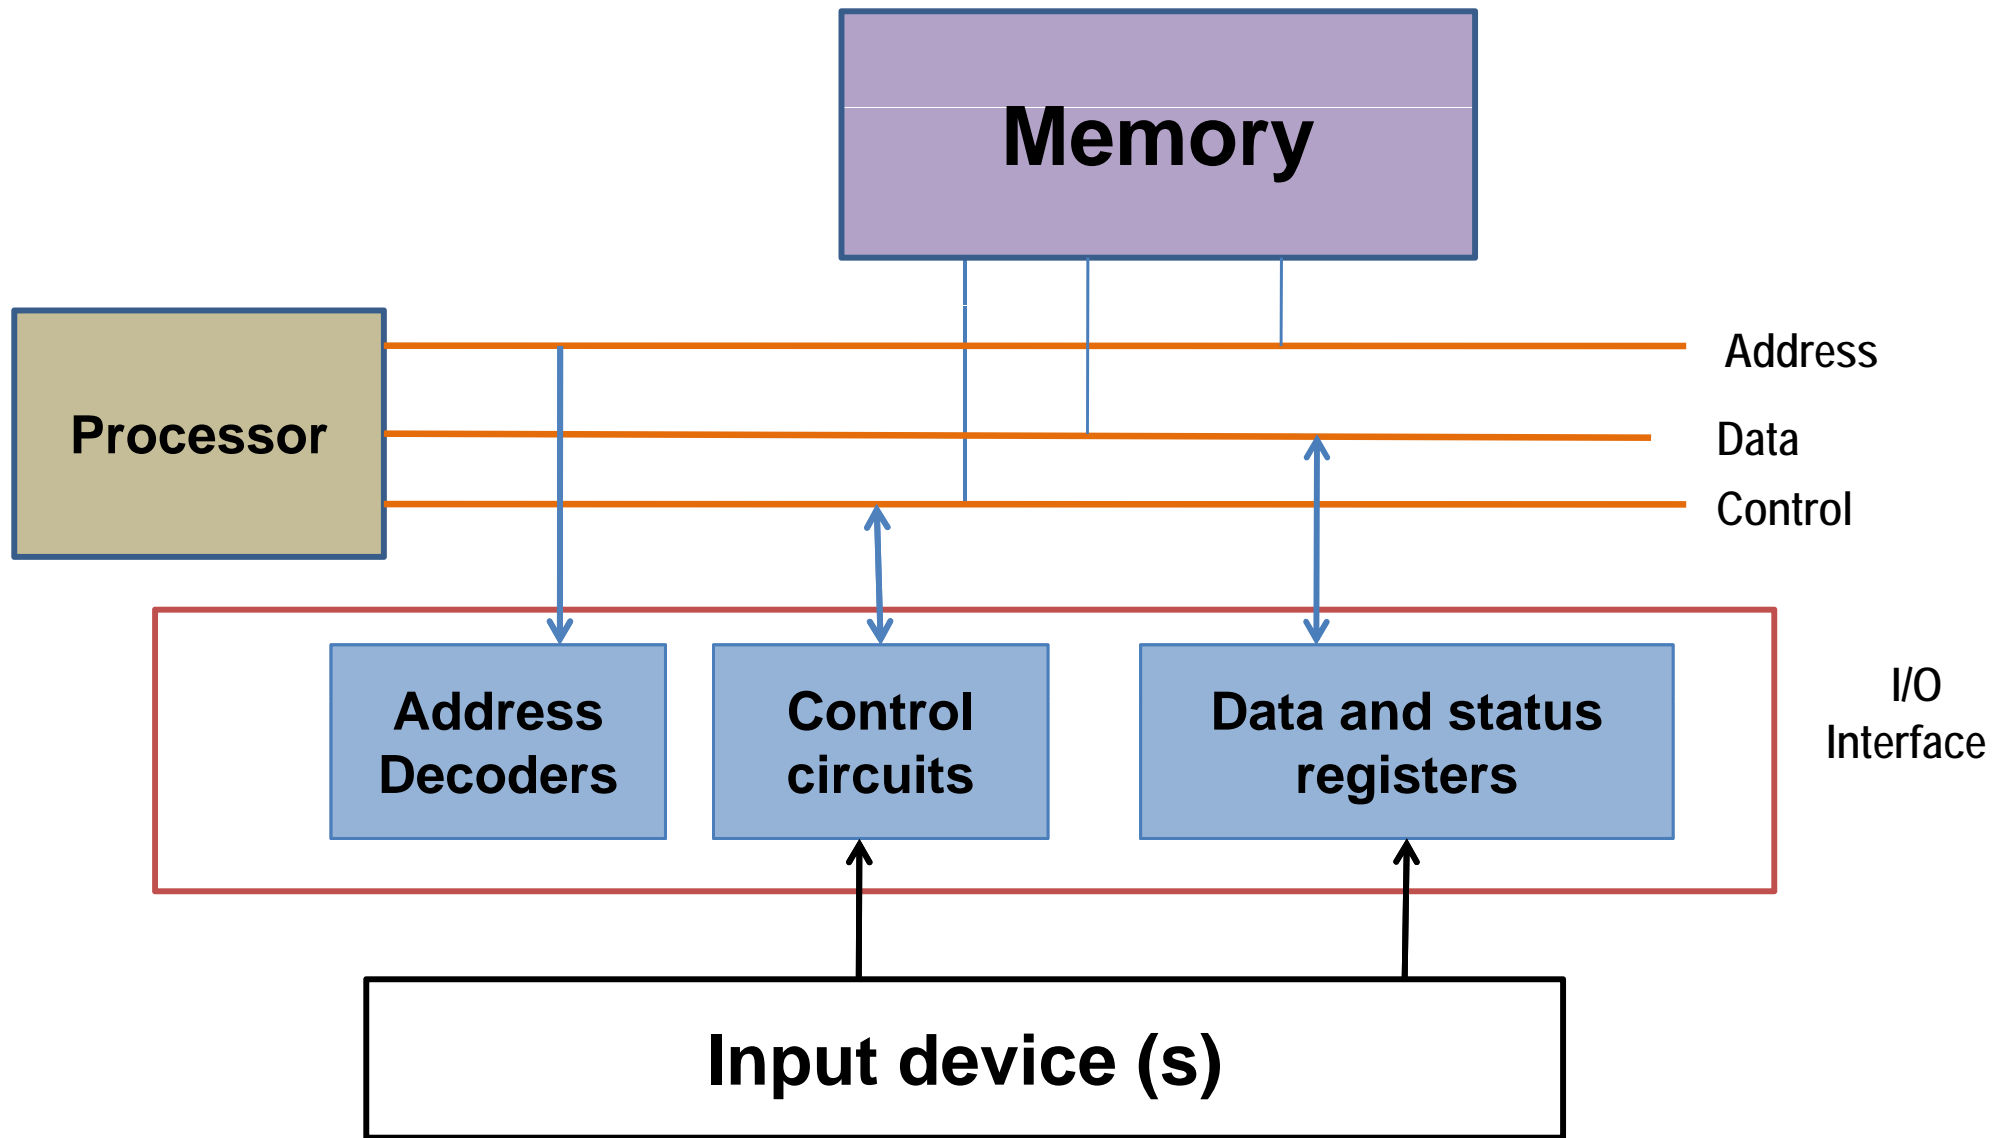 Memory
Processor
Address
Data
Control
Address
Decoders
Control
circuits
Data and status
registers
I/O
Interface
Input device (s)